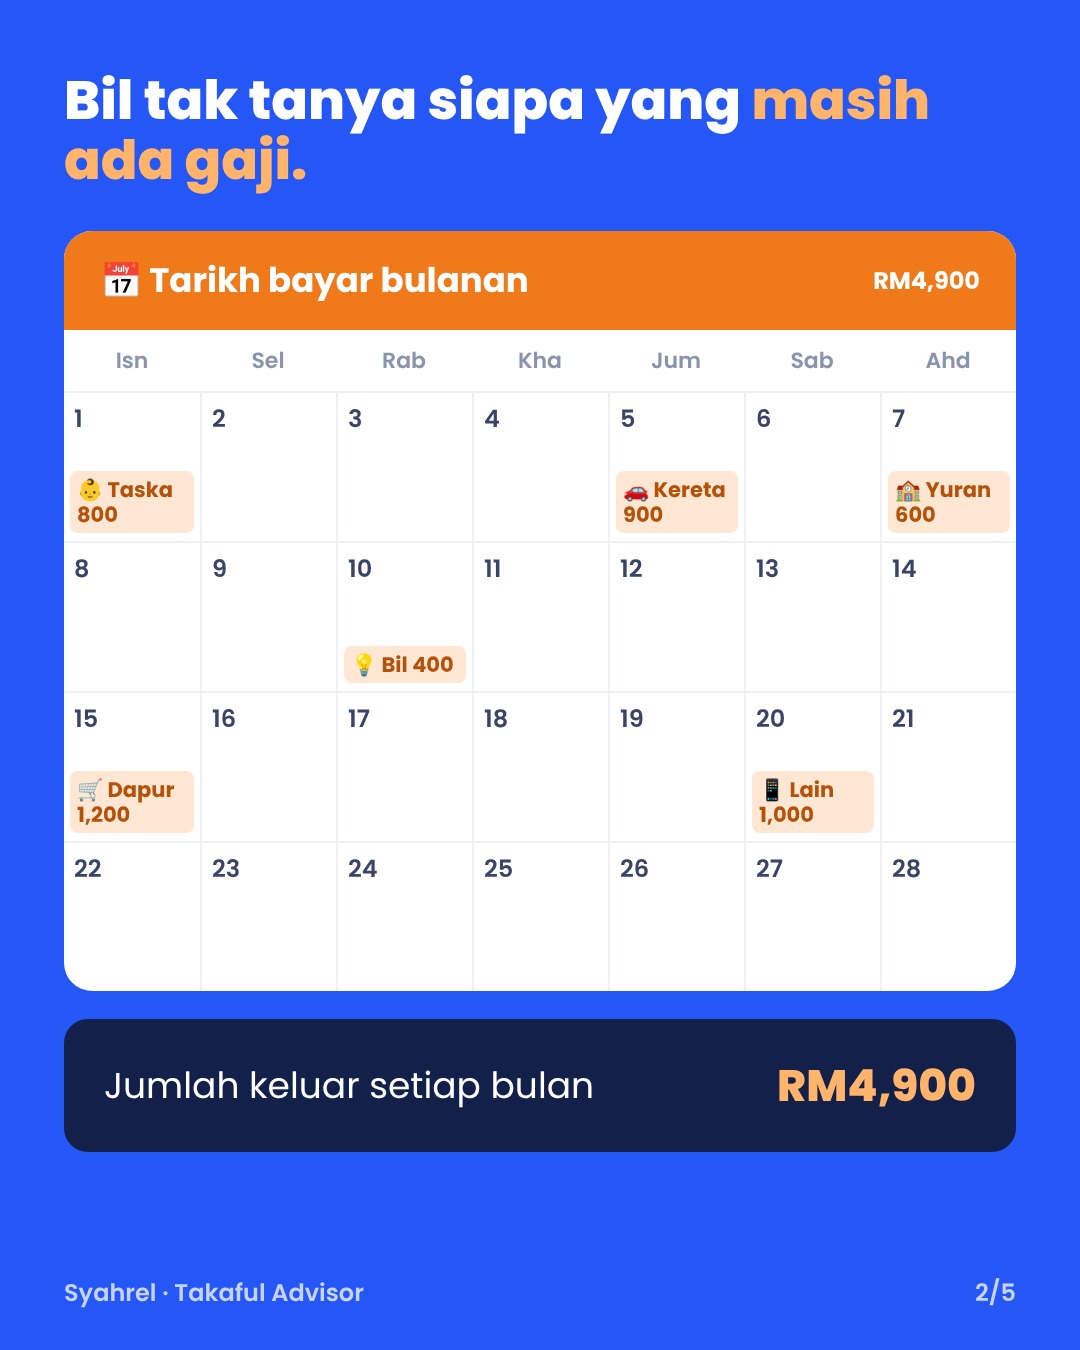 Bil tak tanya siapa yang masih
ada gaji.
📅 Tarikh bayar bulanan RM4,900
Isn Sel Rab Kha Jum Sab Ahd
1 2 3 4 5 6 7
👶 Taska 🚗 Kereta 🏫 Yuran
800 900 600
8 9 10 11 12 13 14
💡 Bil 400
15 16 17 18 19 20 21
🛒 Dapur 📱 Lain
1,200 1,000
22 23 24 25 26 27 28
Jumlah keluar setiap bulan RM4,900
Syahrel · Takaful Advisor 2/5